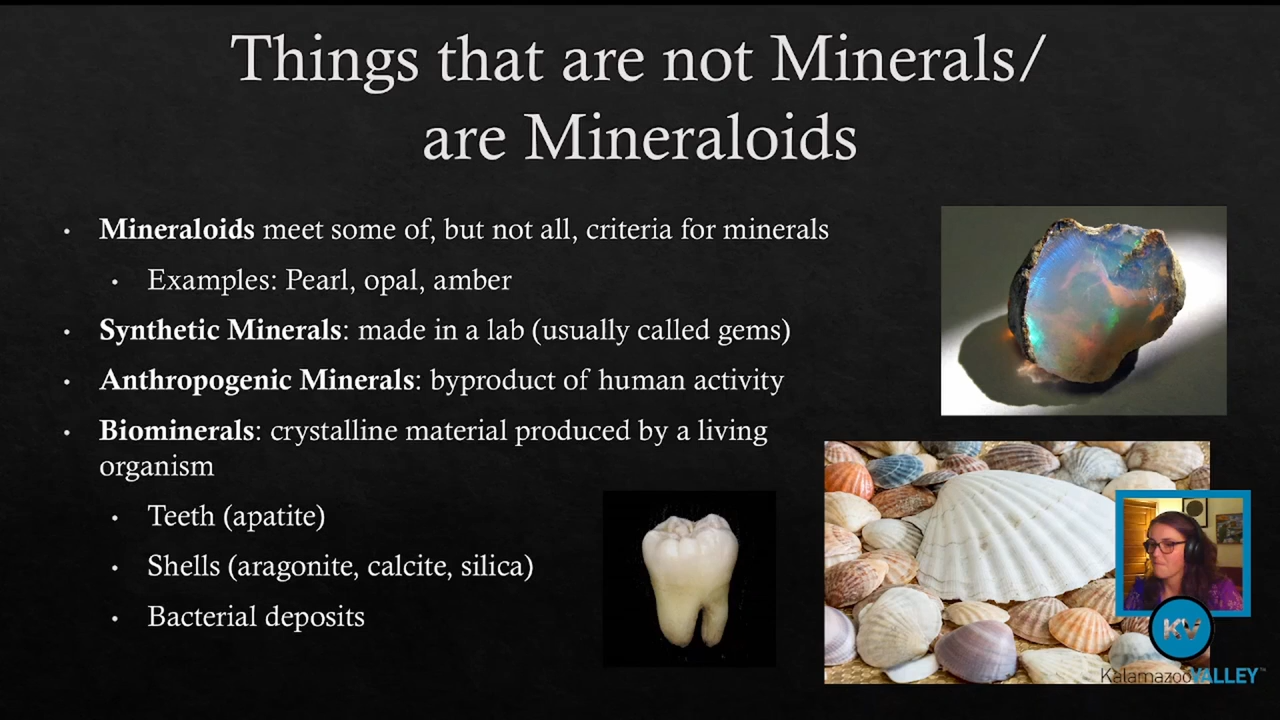 Things that are not Minerals/
are Mineraloids
• Mineraloids meet some of, but not all, criteria for minerals
• Examples: Pearl, opal, amber
• Synthetic Minerals: made in a lab (usually called gems)
• Anthropogenic Minerals: byproduct of human activity
• Biominerals: crystalline material produced by a living
organism
• Teeth (apatite)
• Shells (aragonite, calcite, silica)
• Bacterial deposits
KV
KalamazooVALLEY™